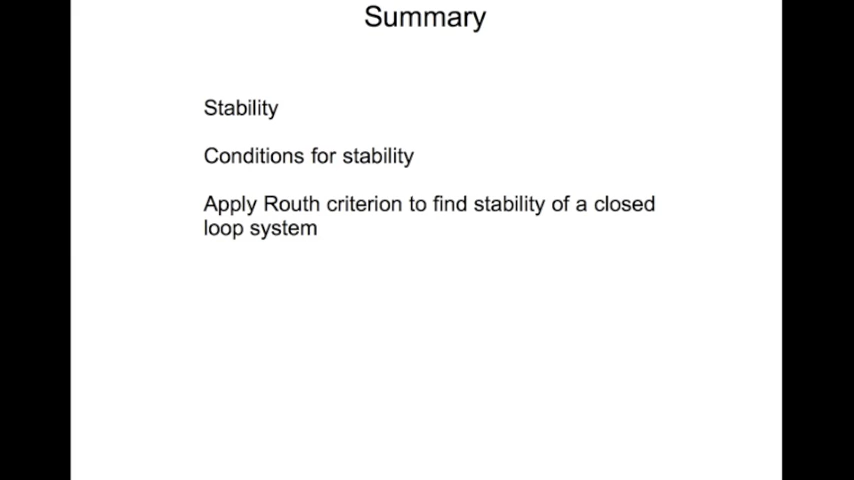 Summary
Stability
Conditions for stability
Apply Routh criterion to find stability of a closed
loop system